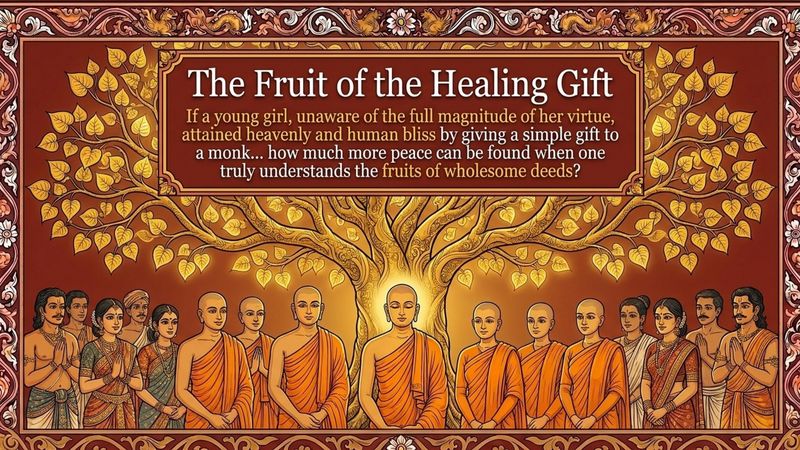 The Fruit of the Healing Gift
If a young girl, unaware of the full magnitude of her virtue,
attained heavenly and human bliss by giving a simple gift to
a monk... how much more peace can be found when one
truly understands the fruits of wholesome deeds?